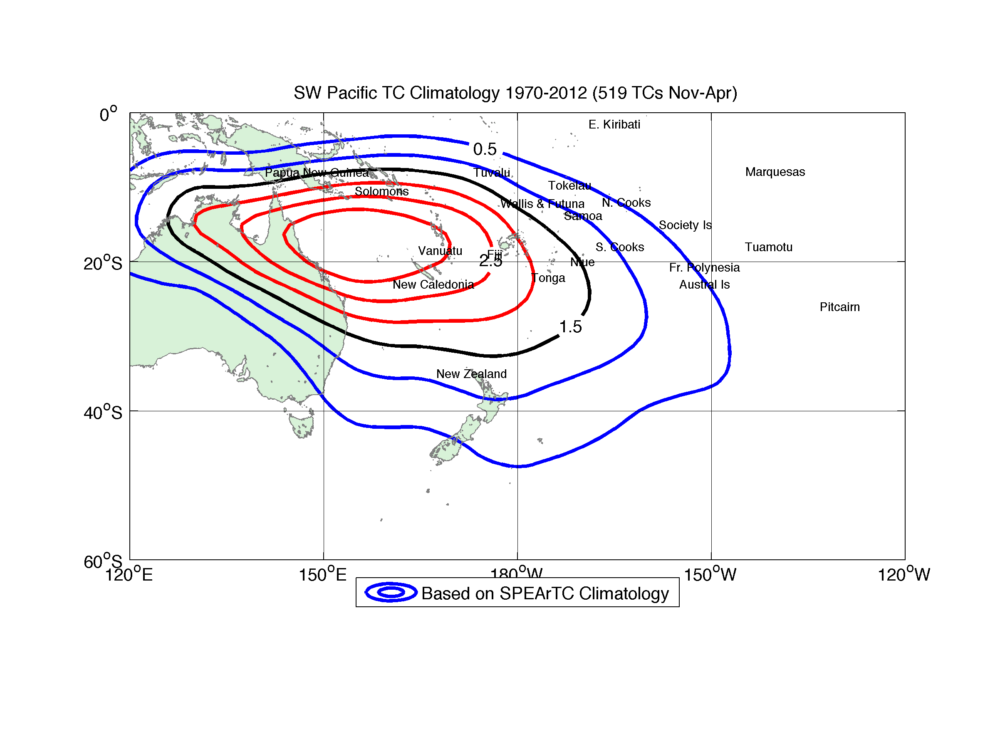 SW Pacific TC Climatology 1970-2012 (519 TCs Nov-Apr)
0°
E. Kiribati
0.5
Papua New Guinea
Tuvalu
Marquesas
Tokelau
Solomons
Wallis & Futuna
N. Cooks
Samoa
Society Is
Vanuatu
Fiji
S. Cooks
Tuamotu
20°S
2.5
Niue
Fr. Polynesia
Tonga
New Caledonia
Austral Is
Pitcairn
1.5
New Zealand
40°S
60°S
120°E
150°E
180°W
150°W
120°W
Based on SPEArTC Climatology